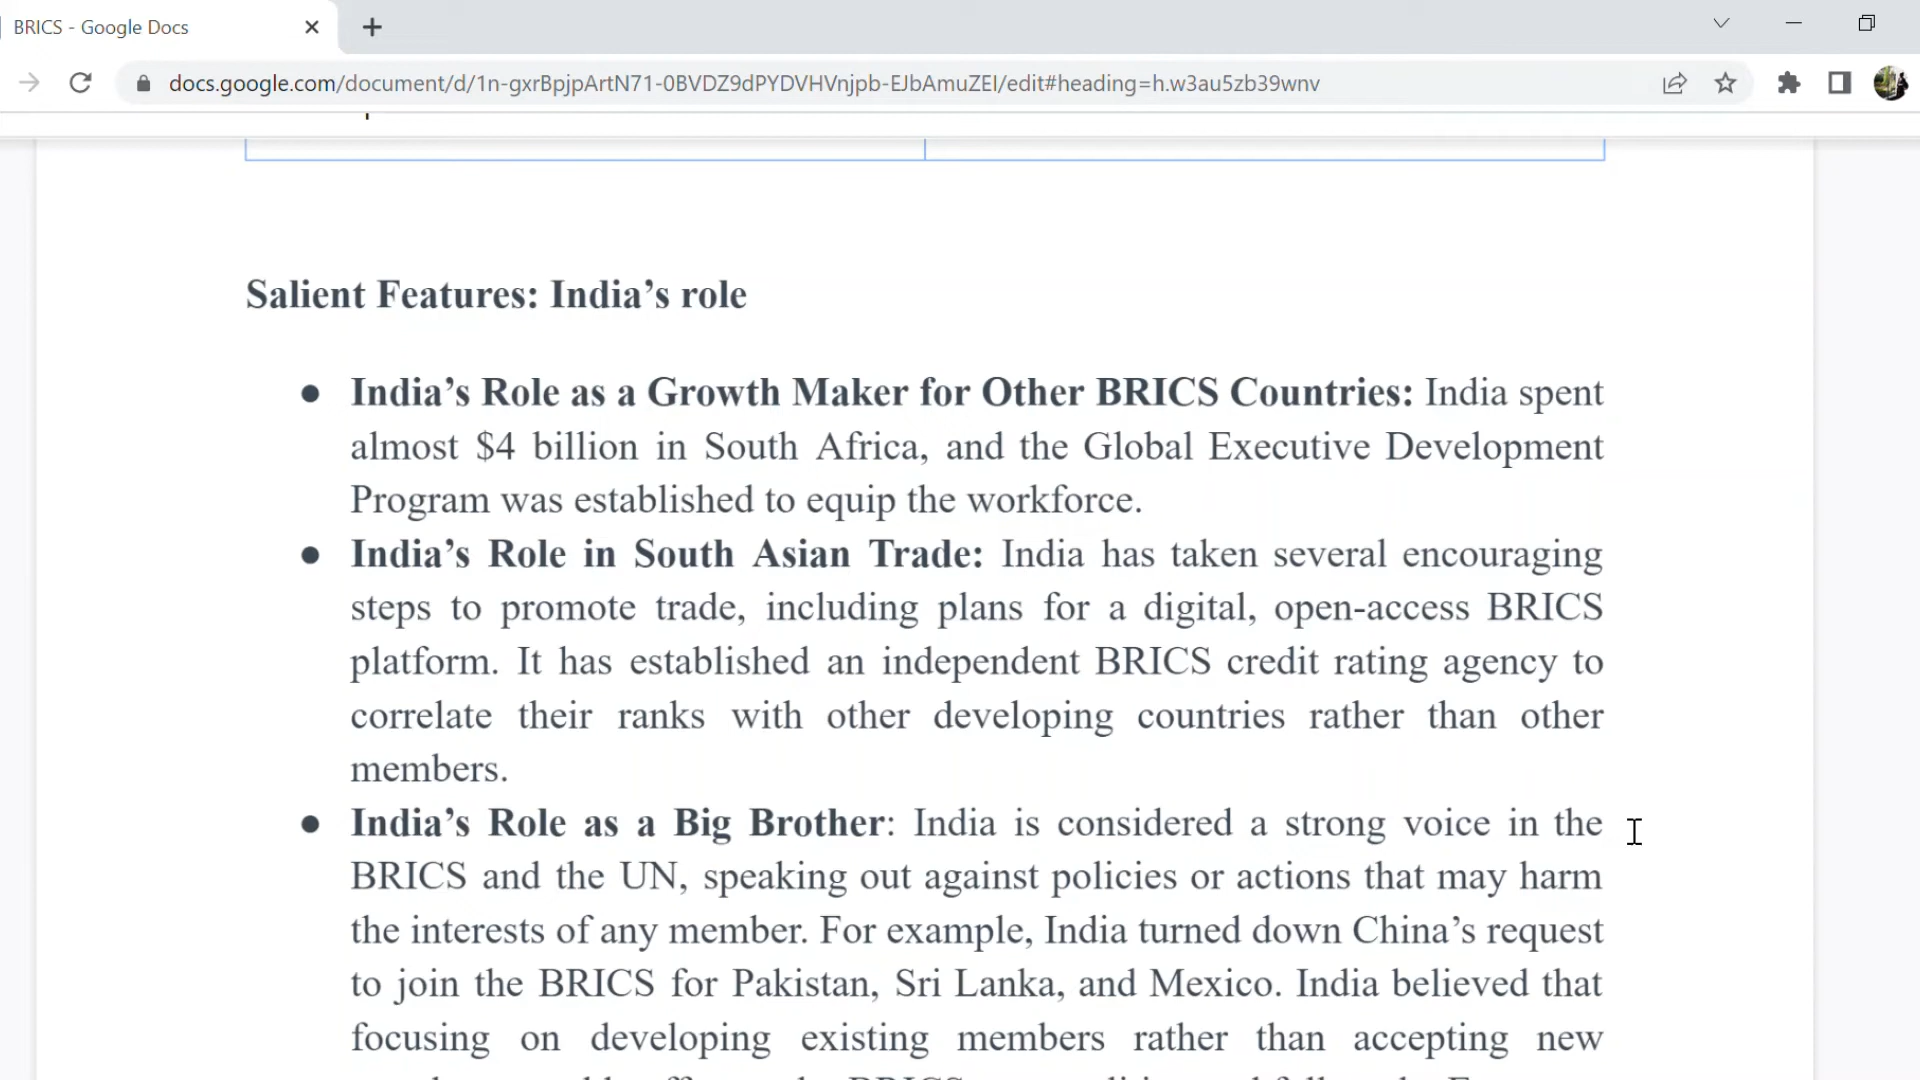 BRICS - Google Docs
docs.google.com/document/d/1n-gxrBpjpArtN71-0BVDZ9dPYDVHVnjpb-EJbAmuZEI/edit#heading=h.w3au5zb39wnv
Salient Features: India’s role
● India’s Role as a Growth Maker for Other BRICS Countries: India spent
almost $4 billion in South Africa, and the Global Executive Development
Program was established to equip the workforce.
● India’s Role in South Asian Trade: India has taken several encouraging
steps to promote trade, including plans for a digital, open-access BRICS
platform. It has established an independent BRICS credit rating agency to
correlate their ranks with other developing countries rather than other
members.
● India’s Role as a Big Brother: India is considered a strong voice in the
BRICS and the UN, speaking out against policies or actions that may harm
the interests of any member. For example, India turned down China’s request
to join the BRICS for Pakistan, Sri Lanka, and Mexico. India believed that
focusing on developing existing members rather than accepting new